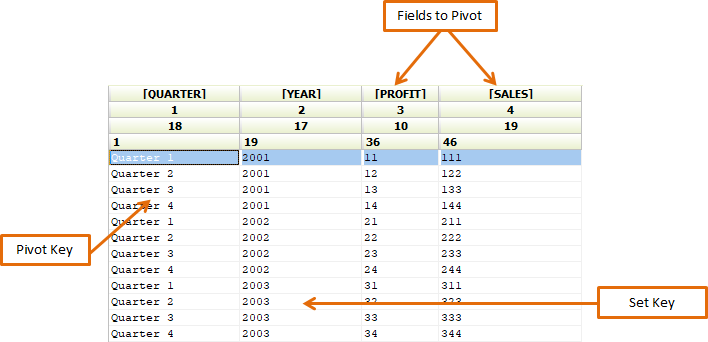 Fields to Pivot
⌈QUARTER⌉ ⌈YEAR⌉ ⌈PROFIT⌉ ⌈SALES⌉
1 2 3 4
18 17 10 19
1 19 36 46
Quarter 1 2001 11 111
Quarter 2 2001 12 122
Quarter 3 2001 13 133
Quarter 4 2001 14 144
Quarter 1 2002 21 211
Quarter 2 2002 22 222
Quarter 3 2002 23 233
Quarter 4 2002 24 244
Quarter 1 2003 31 311
Quarter 2 2003 32 323
Quarter 3 2003 33 333
Quarter 4 2003 34 344
Pivot Key
Set Key